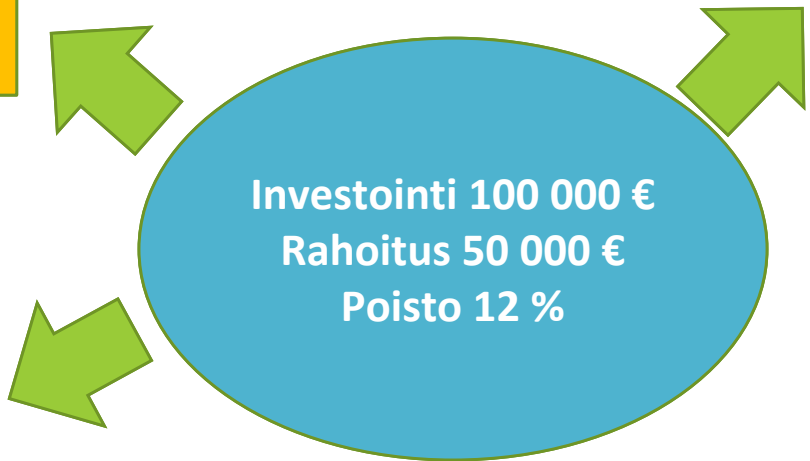 Investointi 100 000 €
Rahoitus 50 000 €
Poisto 12 %